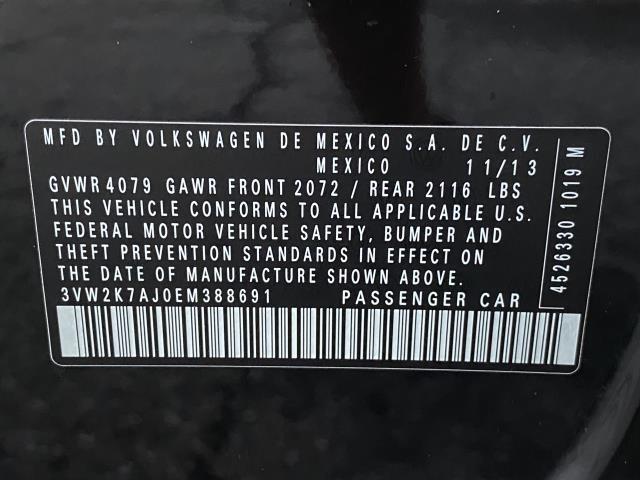 MFD BY VOLKSWAGEN DE MEXICO S.A. DE C.V.
MEXICO 11/13
GVWR 4079 GAWR FRONT 2072 / REAR 2116 LBS
THIS VEHICLE CONFORMS TO ALL APPLICABLE U.S.
FEDERAL MOTOR VEHICLE SAFETY, BUMPER AND
THEFT PREVENTION STANDARDS IN EFFECT ON
THE DATE OF MANUFACTURE SHOWN ABOVE.
3VW2K7AJ0EM388691 PASSENGER CAR
4526330 1019 M